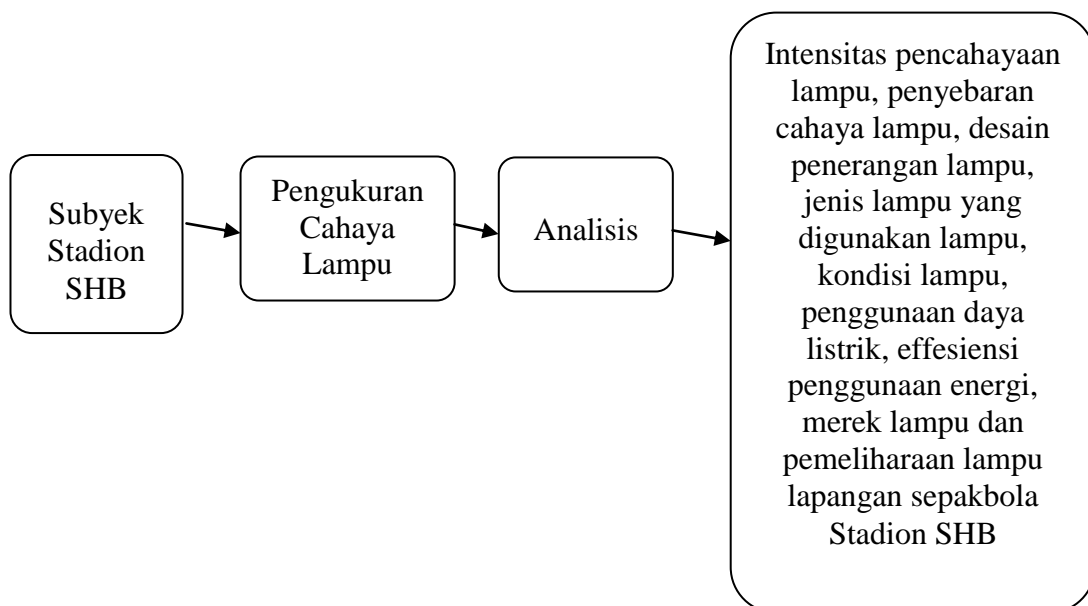 Subyek
Stadion
SHB
Pengukuran
Cahaya
Lampu
Analisis
Intensitas pencahayaan
lampu, penyebaran
cahaya lampu, desain
penerangan lampu,
jenis lampu yang
digunakan lampu,
kondisi lampu,
penggunaan daya
listrik, effesiensi
penggunaan energi,
merek lampu dan
pemeliharaan lampu
lapangan sepakbola
Stadion SHB